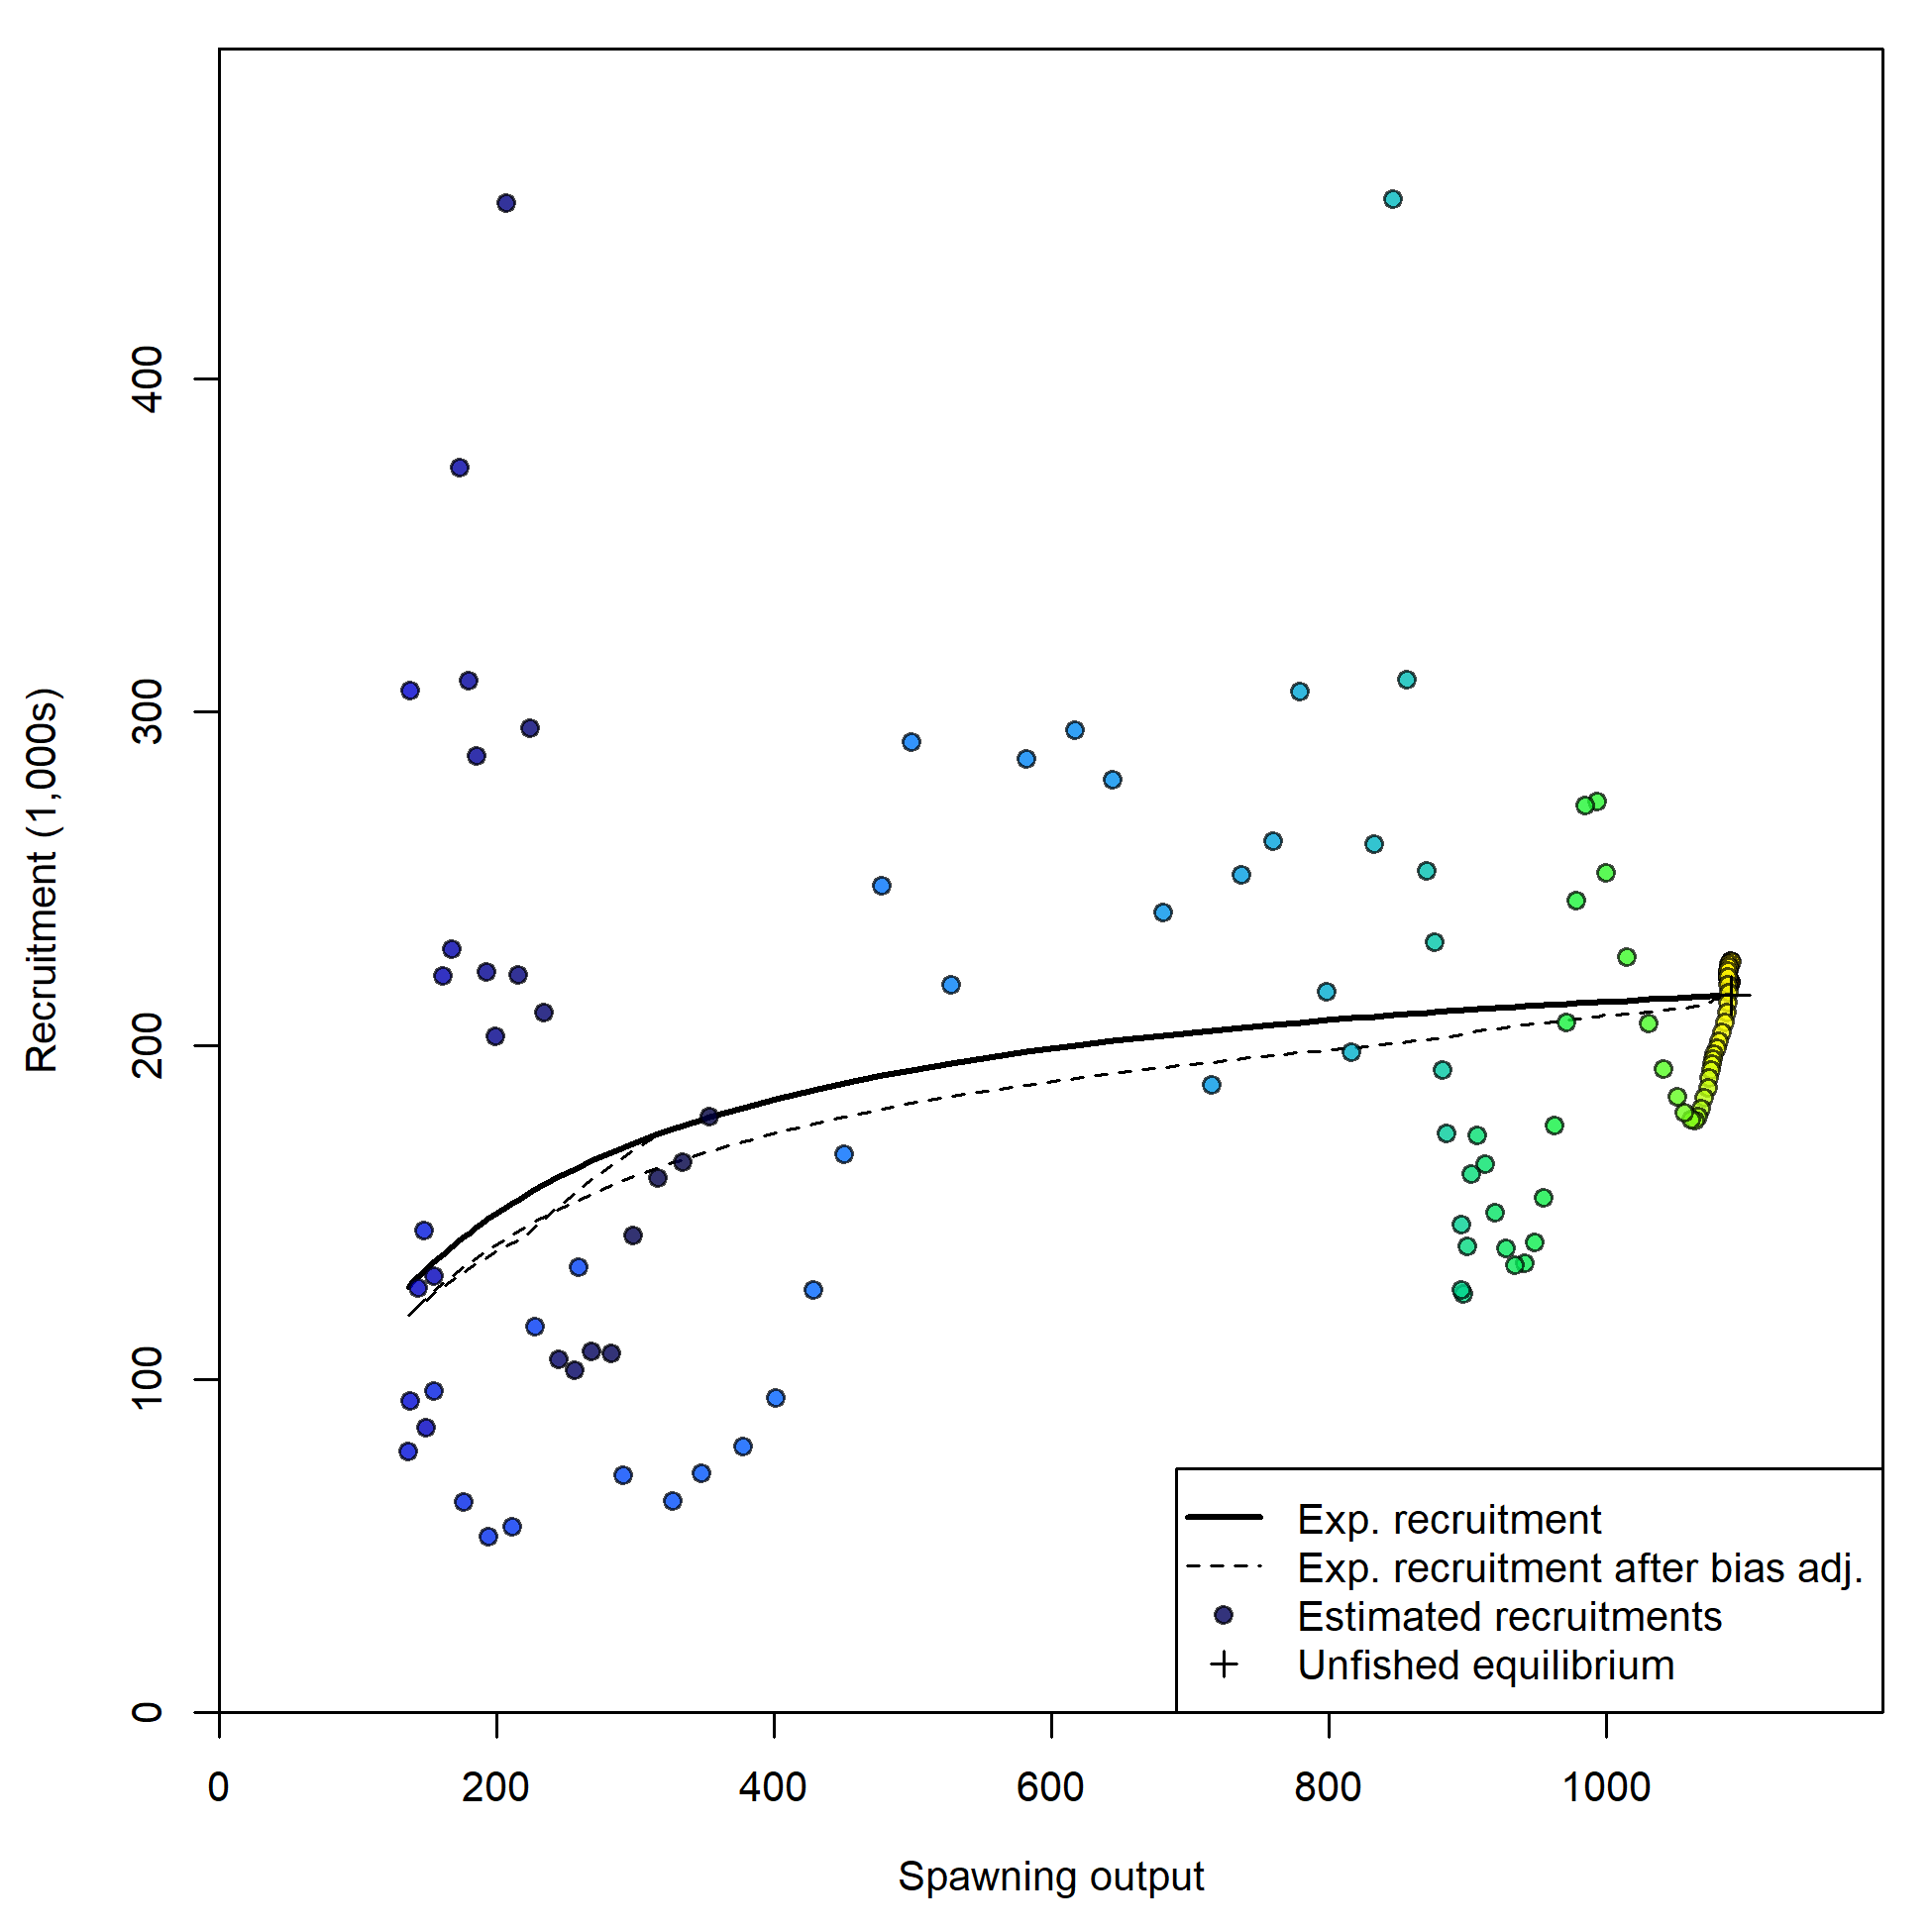 Recruitment (1,000s)
400
300
200
100
0
0 200 400 600 800 1000
Spawning output
Exp. recruitment
Exp. recruitment after bias adj.
Estimated recruitments
Unfished equilibrium